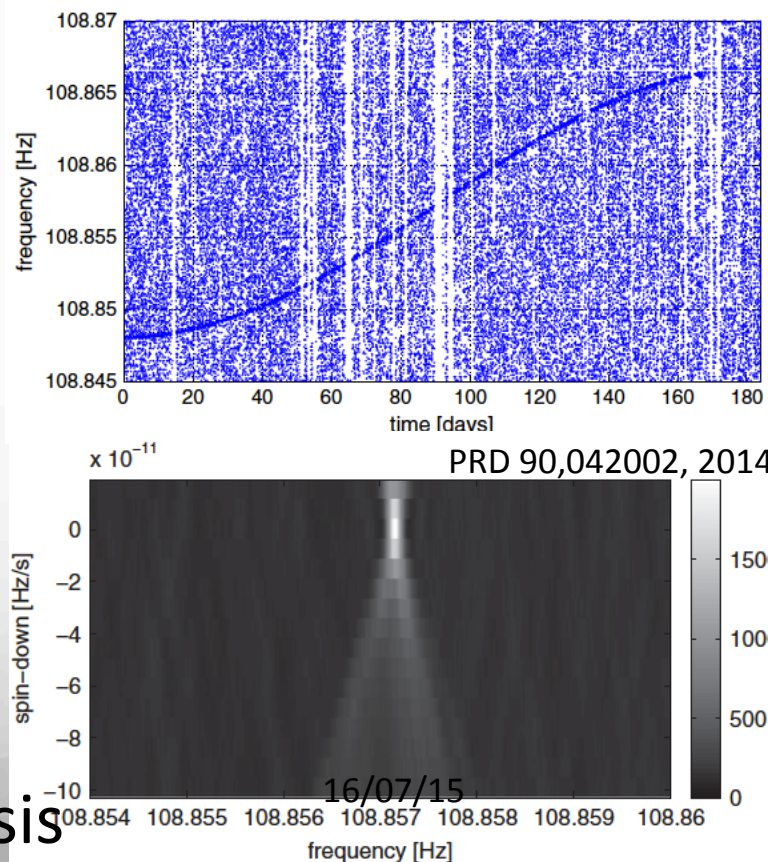 108.87
108.865
108.86
108.855
108.85
108.845
frequency [Hz]
0 20 40 60 80 100 120 140 160 180
time [days]
x 10⁻¹¹
PRD 90,042002, 2014
0
−2
−4
−6
−8
−10
spin−down [Hz/s]
1500
1000
500
0
16/07/15
sis
108.854 108.855 108.856 108.857 108.858 108.859 108.86
frequency [Hz]